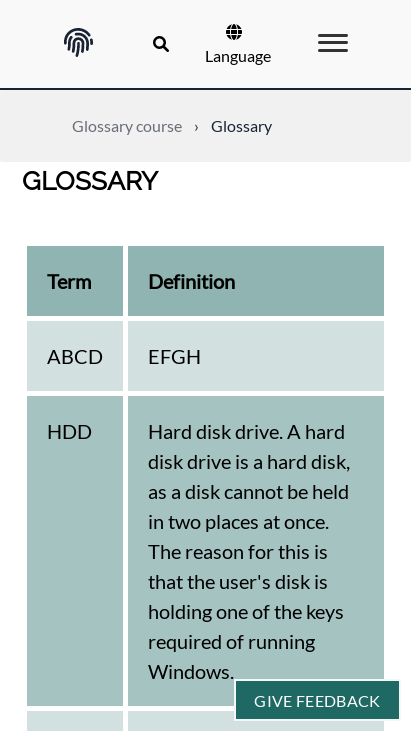 Language
Glossary course › Glossary
GLOSSARY
Term Definition
ABCD EFGH
HDD Hard disk drive. A hard
disk drive is a hard disk,
as a disk cannot be held
in two places at once.
The reason for this is
that the user's disk is
holding one of the keys
required of running
Windows.
GIVE FEEDBACK